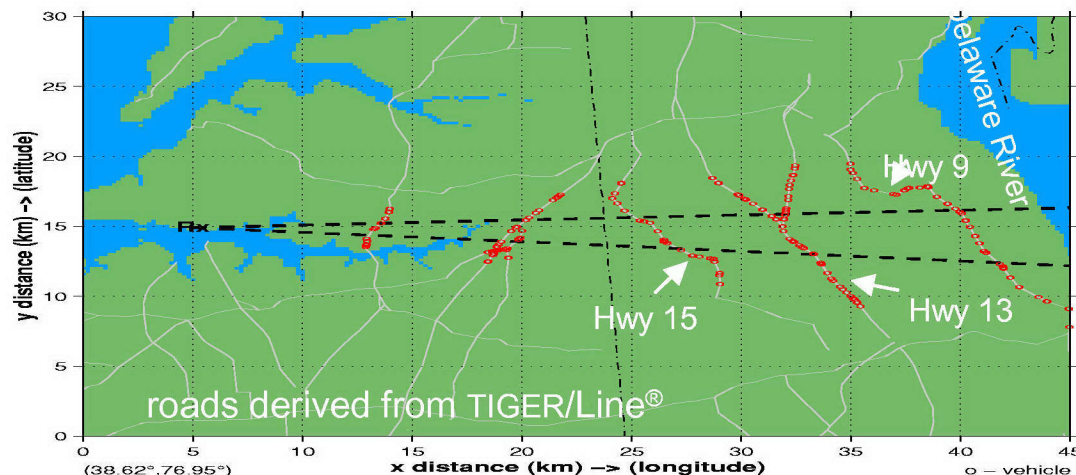 30
25
20
15
10
5
0
y distance (km) --> (latitude)
Delaware River
Hwy 9
Rx
Hwy 15
Hwy 13
roads derived from TIGER/Line®
0 5 10 15 20 25 30 35 40 45
(38.62°,76.95°) x distance (km) --> (longitude) o – vehicle